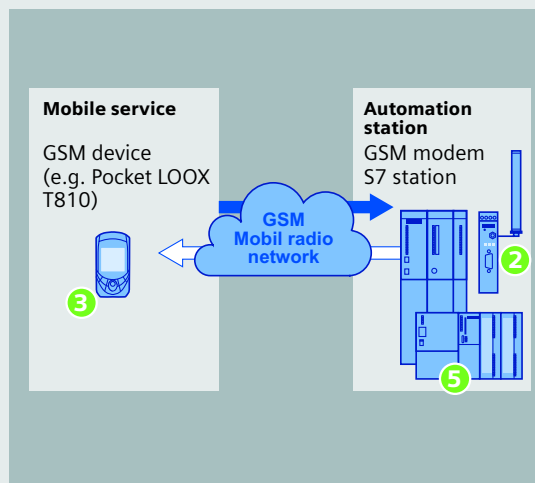 Mobile service
GSM device
(e.g. Pocket LOOX
T810)
Automation
station
GSM modem
S7 station
GSM
Mobil radio
network
2
3
5